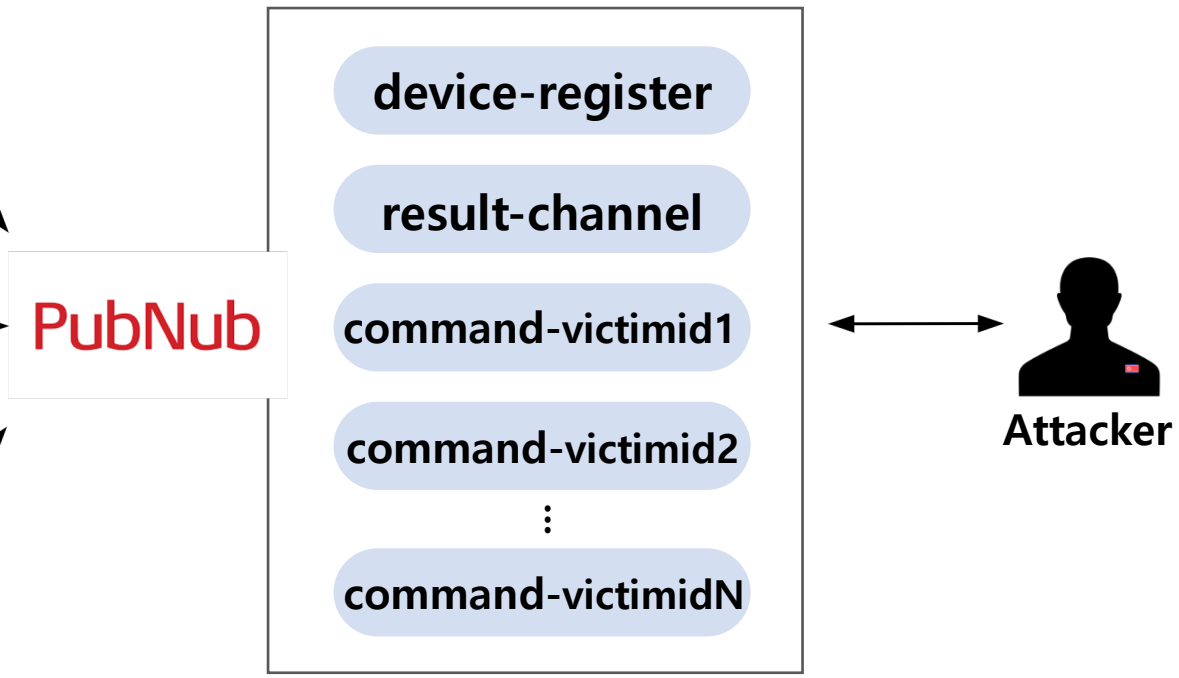 device-register
result-channel
PubNub
command-victimid1
command-victimid2
command-victimidN
Attacker